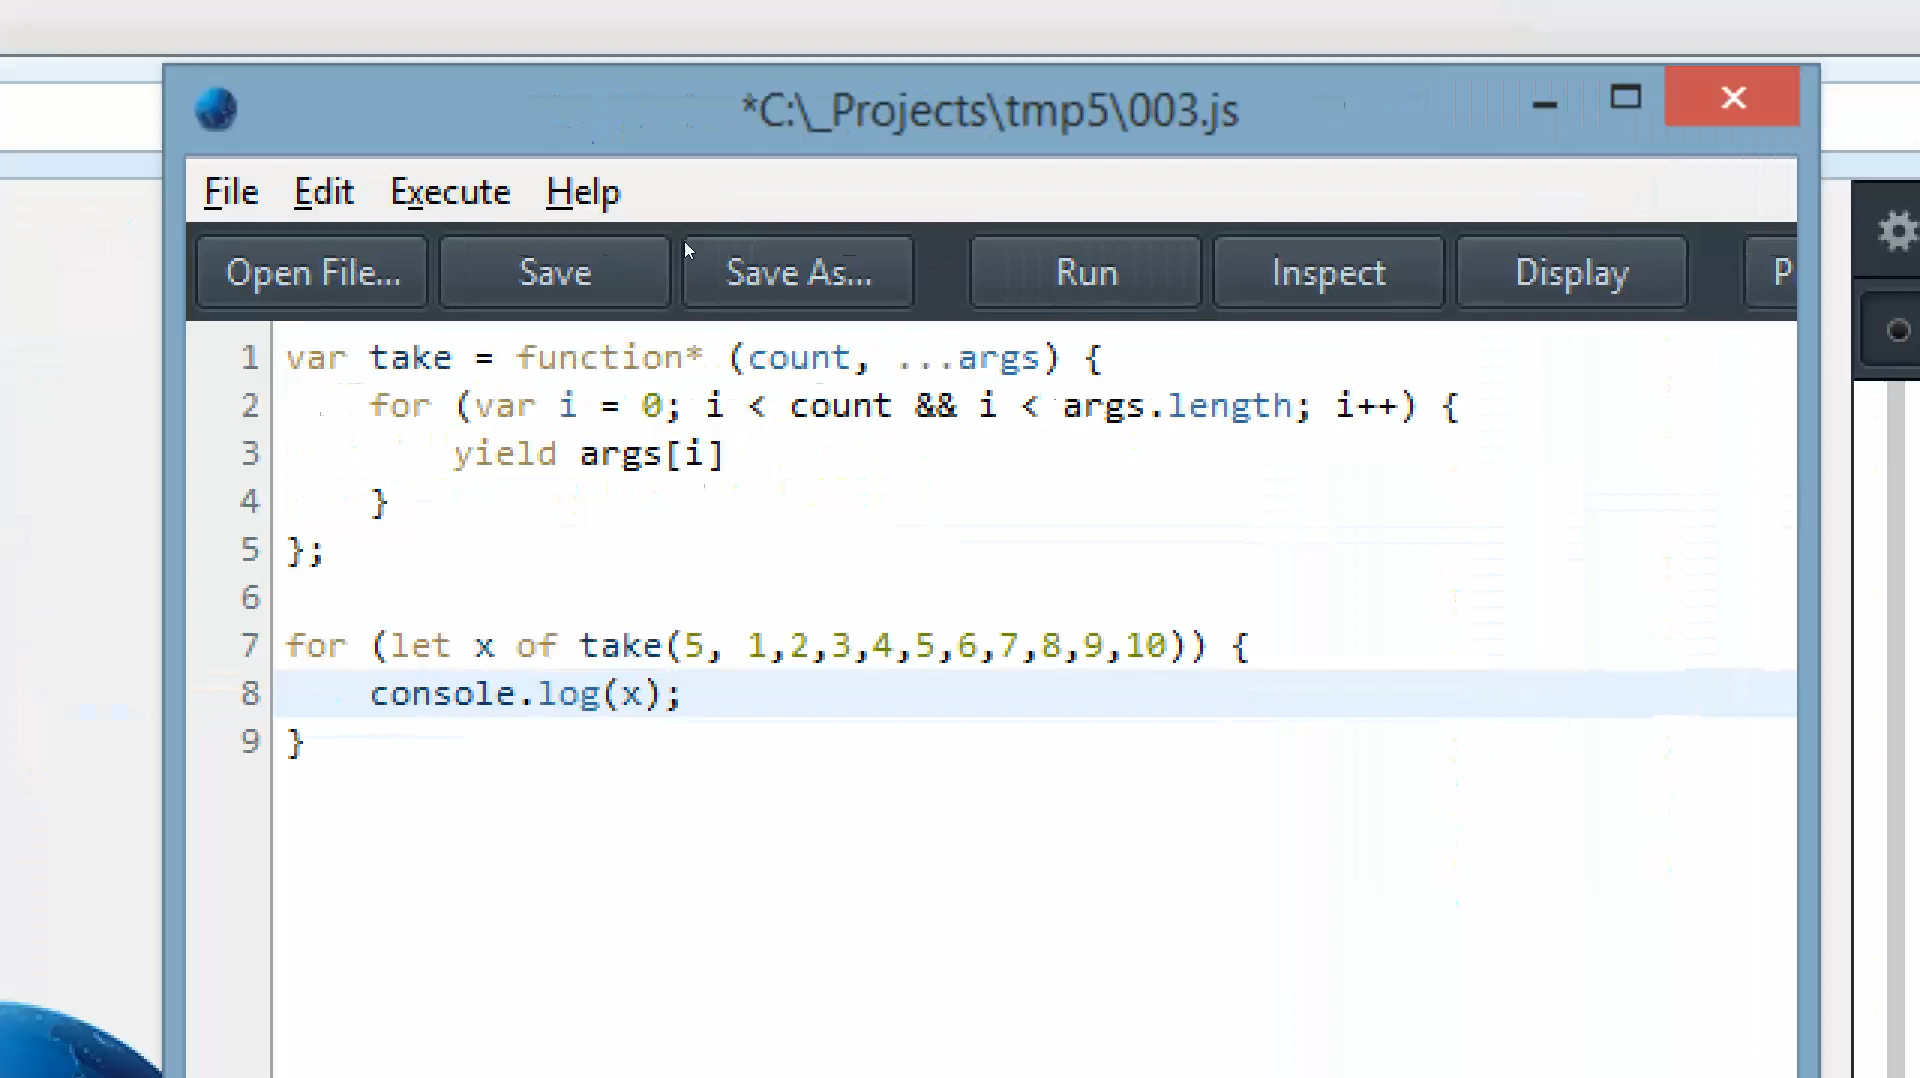 *C:\_Projects\tmp5\003.js
File Edit Execute Help
Open File... Save Save As... Run Inspect Display P
1 var take = function* (count, ...args) {
2     for (var i = 0; i < count && i < args.length; i++) {
3         yield args[i]
4     }
5 };
6
7 for (let x of take(5, 1,2,3,4,5,6,7,8,9,10)) {
8     console.log(x);
9 }